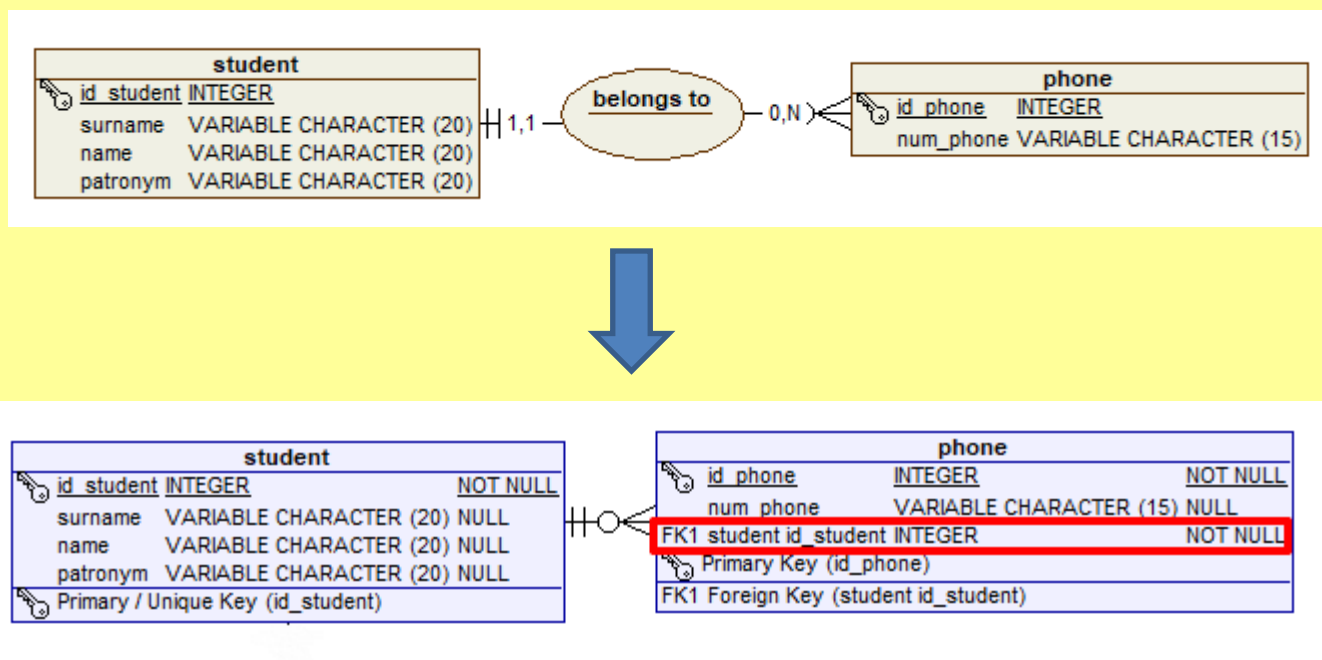 student
id_student INTEGER
surname VARIABLE CHARACTER (20)
name VARIABLE CHARACTER (20)
patronym VARIABLE CHARACTER (20)
1,1
belongs to
0,N
phone
id_phone INTEGER
num_phone VARIABLE CHARACTER (15)
student
id_student INTEGER NOT NULL
surname VARIABLE CHARACTER (20) NULL
name VARIABLE CHARACTER (20) NULL
patronym VARIABLE CHARACTER (20) NULL
Primary / Unique Key (id_student)
phone
id_phone INTEGER NOT NULL
num_phone VARIABLE CHARACTER (15) NULL
FK1 student id_student INTEGER NOT NULL
Primary Key (id_phone)
FK1 Foreign Key (student id_student)